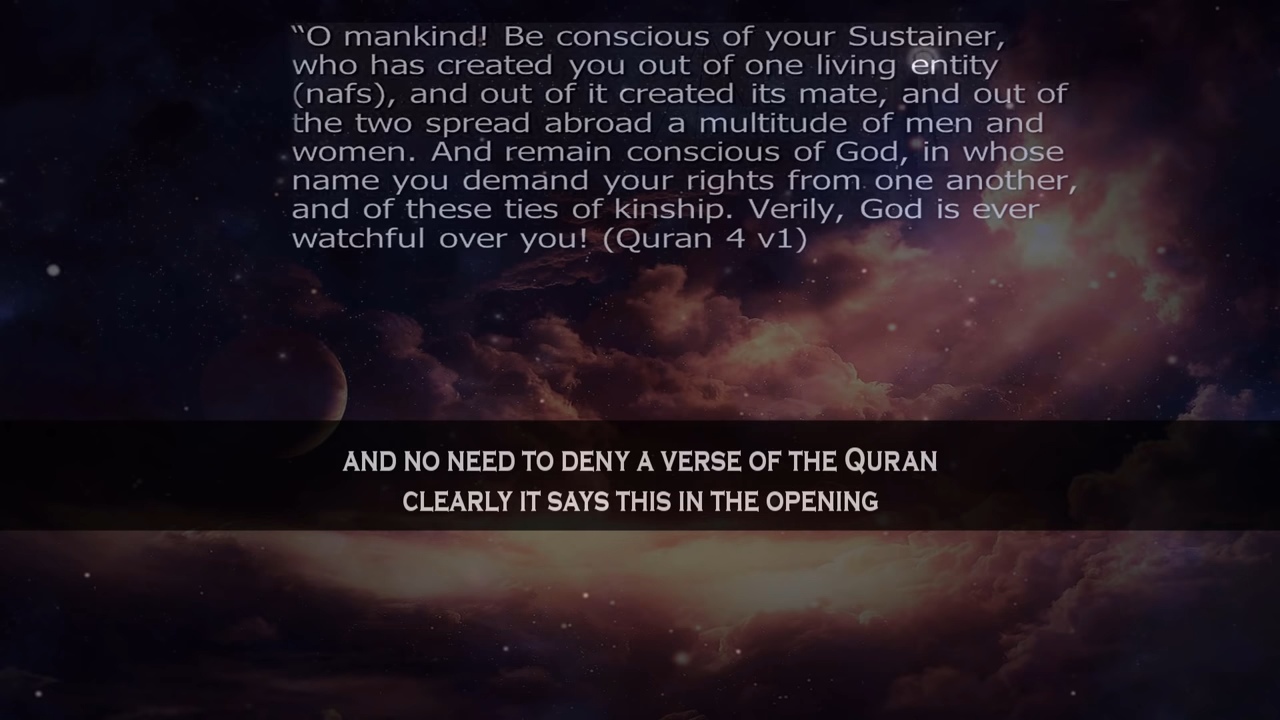 “O mankind! Be conscious of your Sustainer,
who has created you out of one living entity
(nafs), and out of it created its mate, and out of
the two spread abroad a multitude of men and
women. And remain conscious of God, in whose
name you demand your rights from one another,
and of these ties of kinship. Verily, God is ever
watchful over you! (Quran 4 v1)
AND NO NEED TO DENY A VERSE OF THE QURAN
CLEARLY IT SAYS THIS IN THE OPENING